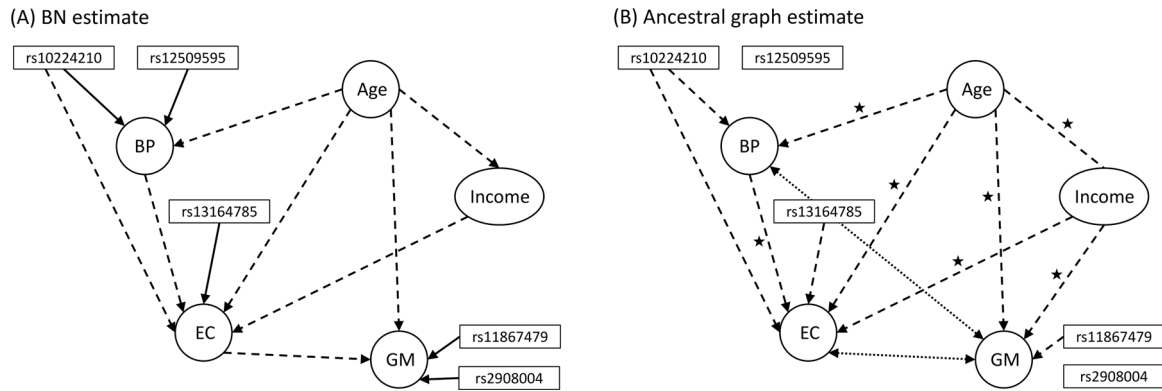 (A) BN estimate
rs10224210
rs12509595
Age
BP
Income
rs13164785
EC
GM
rs11867479
rs2908004
(B) Ancestral graph estimate
rs10224210
rs12509595
Age
BP
Income
rs13164785
EC
GM
rs11867479
rs2908004